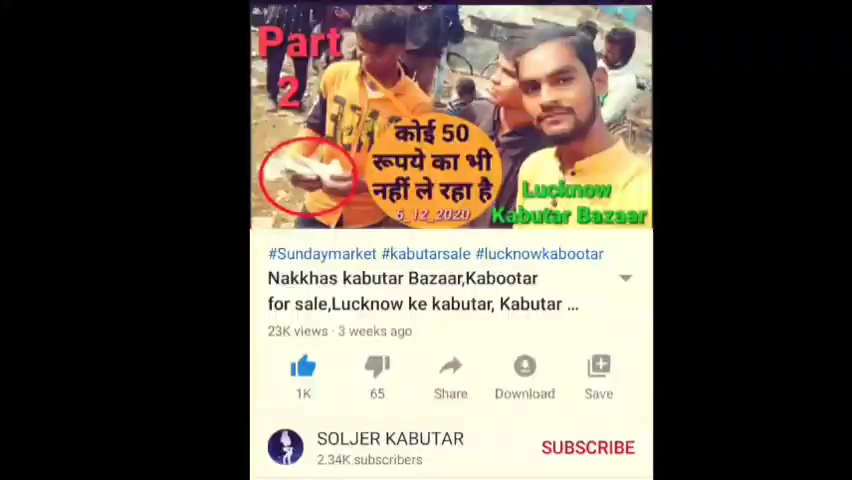 Part
2
कोई 50
रूपये का भी
नहीं ले रहा है
6_12_2020
Lucknow
Kabutar Bazaar
#Sundaymarket #kabutarsale #lucknowkabootar
Nakkhas kabutar Bazaar,Kabootar
for sale,Lucknow ke kabutar, Kabutar ...
23K views · 3 weeks ago
1K
65
Share
Download
Save
SOLJER KABUTAR
2.34K subscribers
SUBSCRIBE